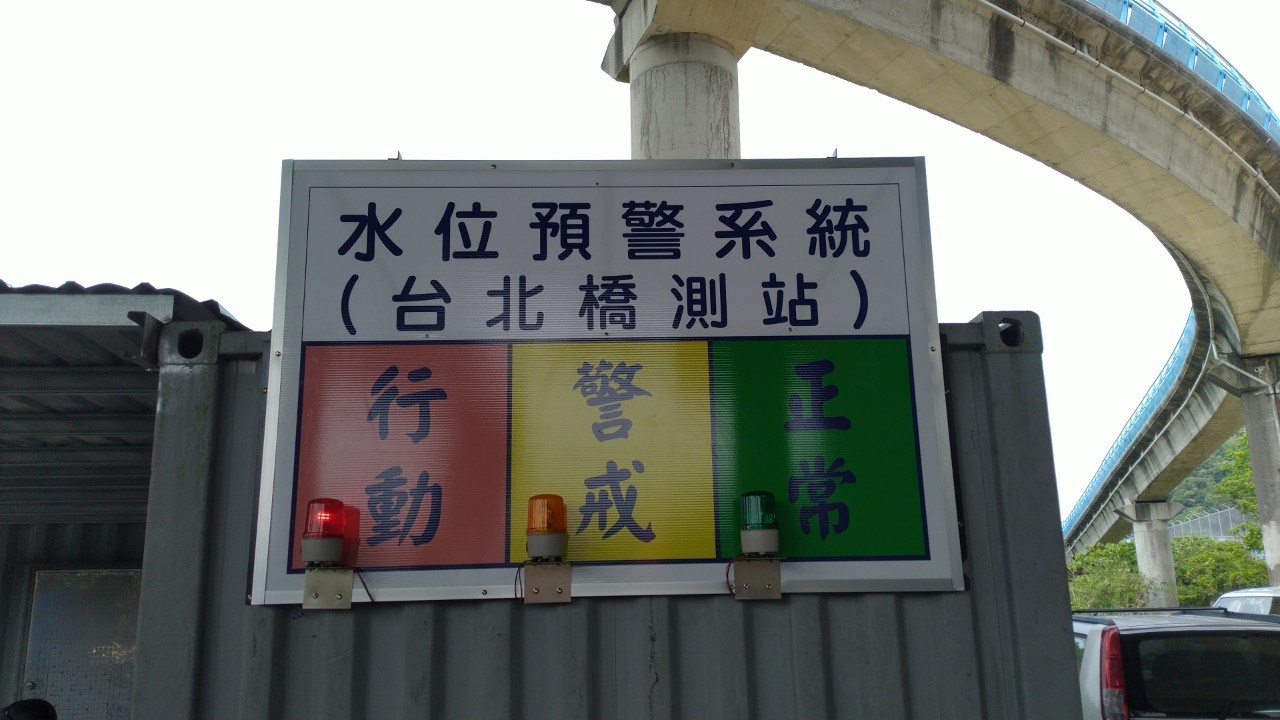 水位預警系統
(台北橋測站)
行動
警戒
正常